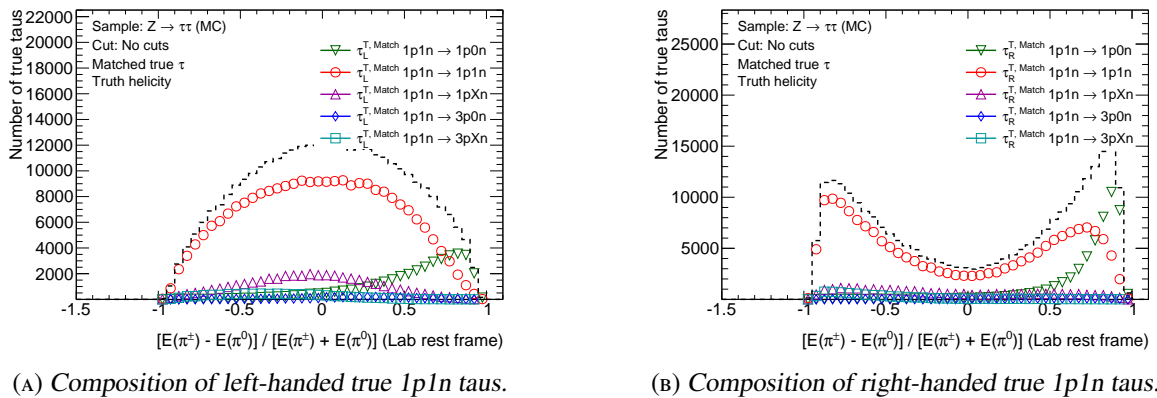 Number of true taus
22000
20000
18000
16000
14000
12000
10000
8000
6000
4000
2000
0
Sample: Z → ττ (MC)
Cut: No cuts
Matched true τ
Truth helicity
τ_L^{T, Match} 1p1n → 1p0n
τ_L^{T, Match} 1p1n → 1p1n
τ_L^{T, Match} 1p1n → 1pXn
τ_L^{T, Match} 1p1n → 3p0n
τ_L^{T, Match} 1p1n → 3pXn
-1.5 -1 -0.5 0 0.5 1
[E(π±) - E(π⁰)] / [E(π±) + E(π⁰)] (Lab rest frame)
(A) Composition of left-handed true 1p1n taus.
Number of true taus
25000
20000
15000
10000
5000
0
Sample: Z → ττ (MC)
Cut: No cuts
Matched true τ
Truth helicity
τ_R^{T, Match} 1p1n → 1p0n
τ_R^{T, Match} 1p1n → 1p1n
τ_R^{T, Match} 1p1n → 1pXn
τ_R^{T, Match} 1p1n → 3p0n
τ_R^{T, Match} 1p1n → 3pXn
-1.5 -1 -0.5 0 0.5 1
[E(π±) - E(π⁰)] / [E(π±) + E(π⁰)] (Lab rest frame)
(B) Composition of right-handed true 1p1n taus.